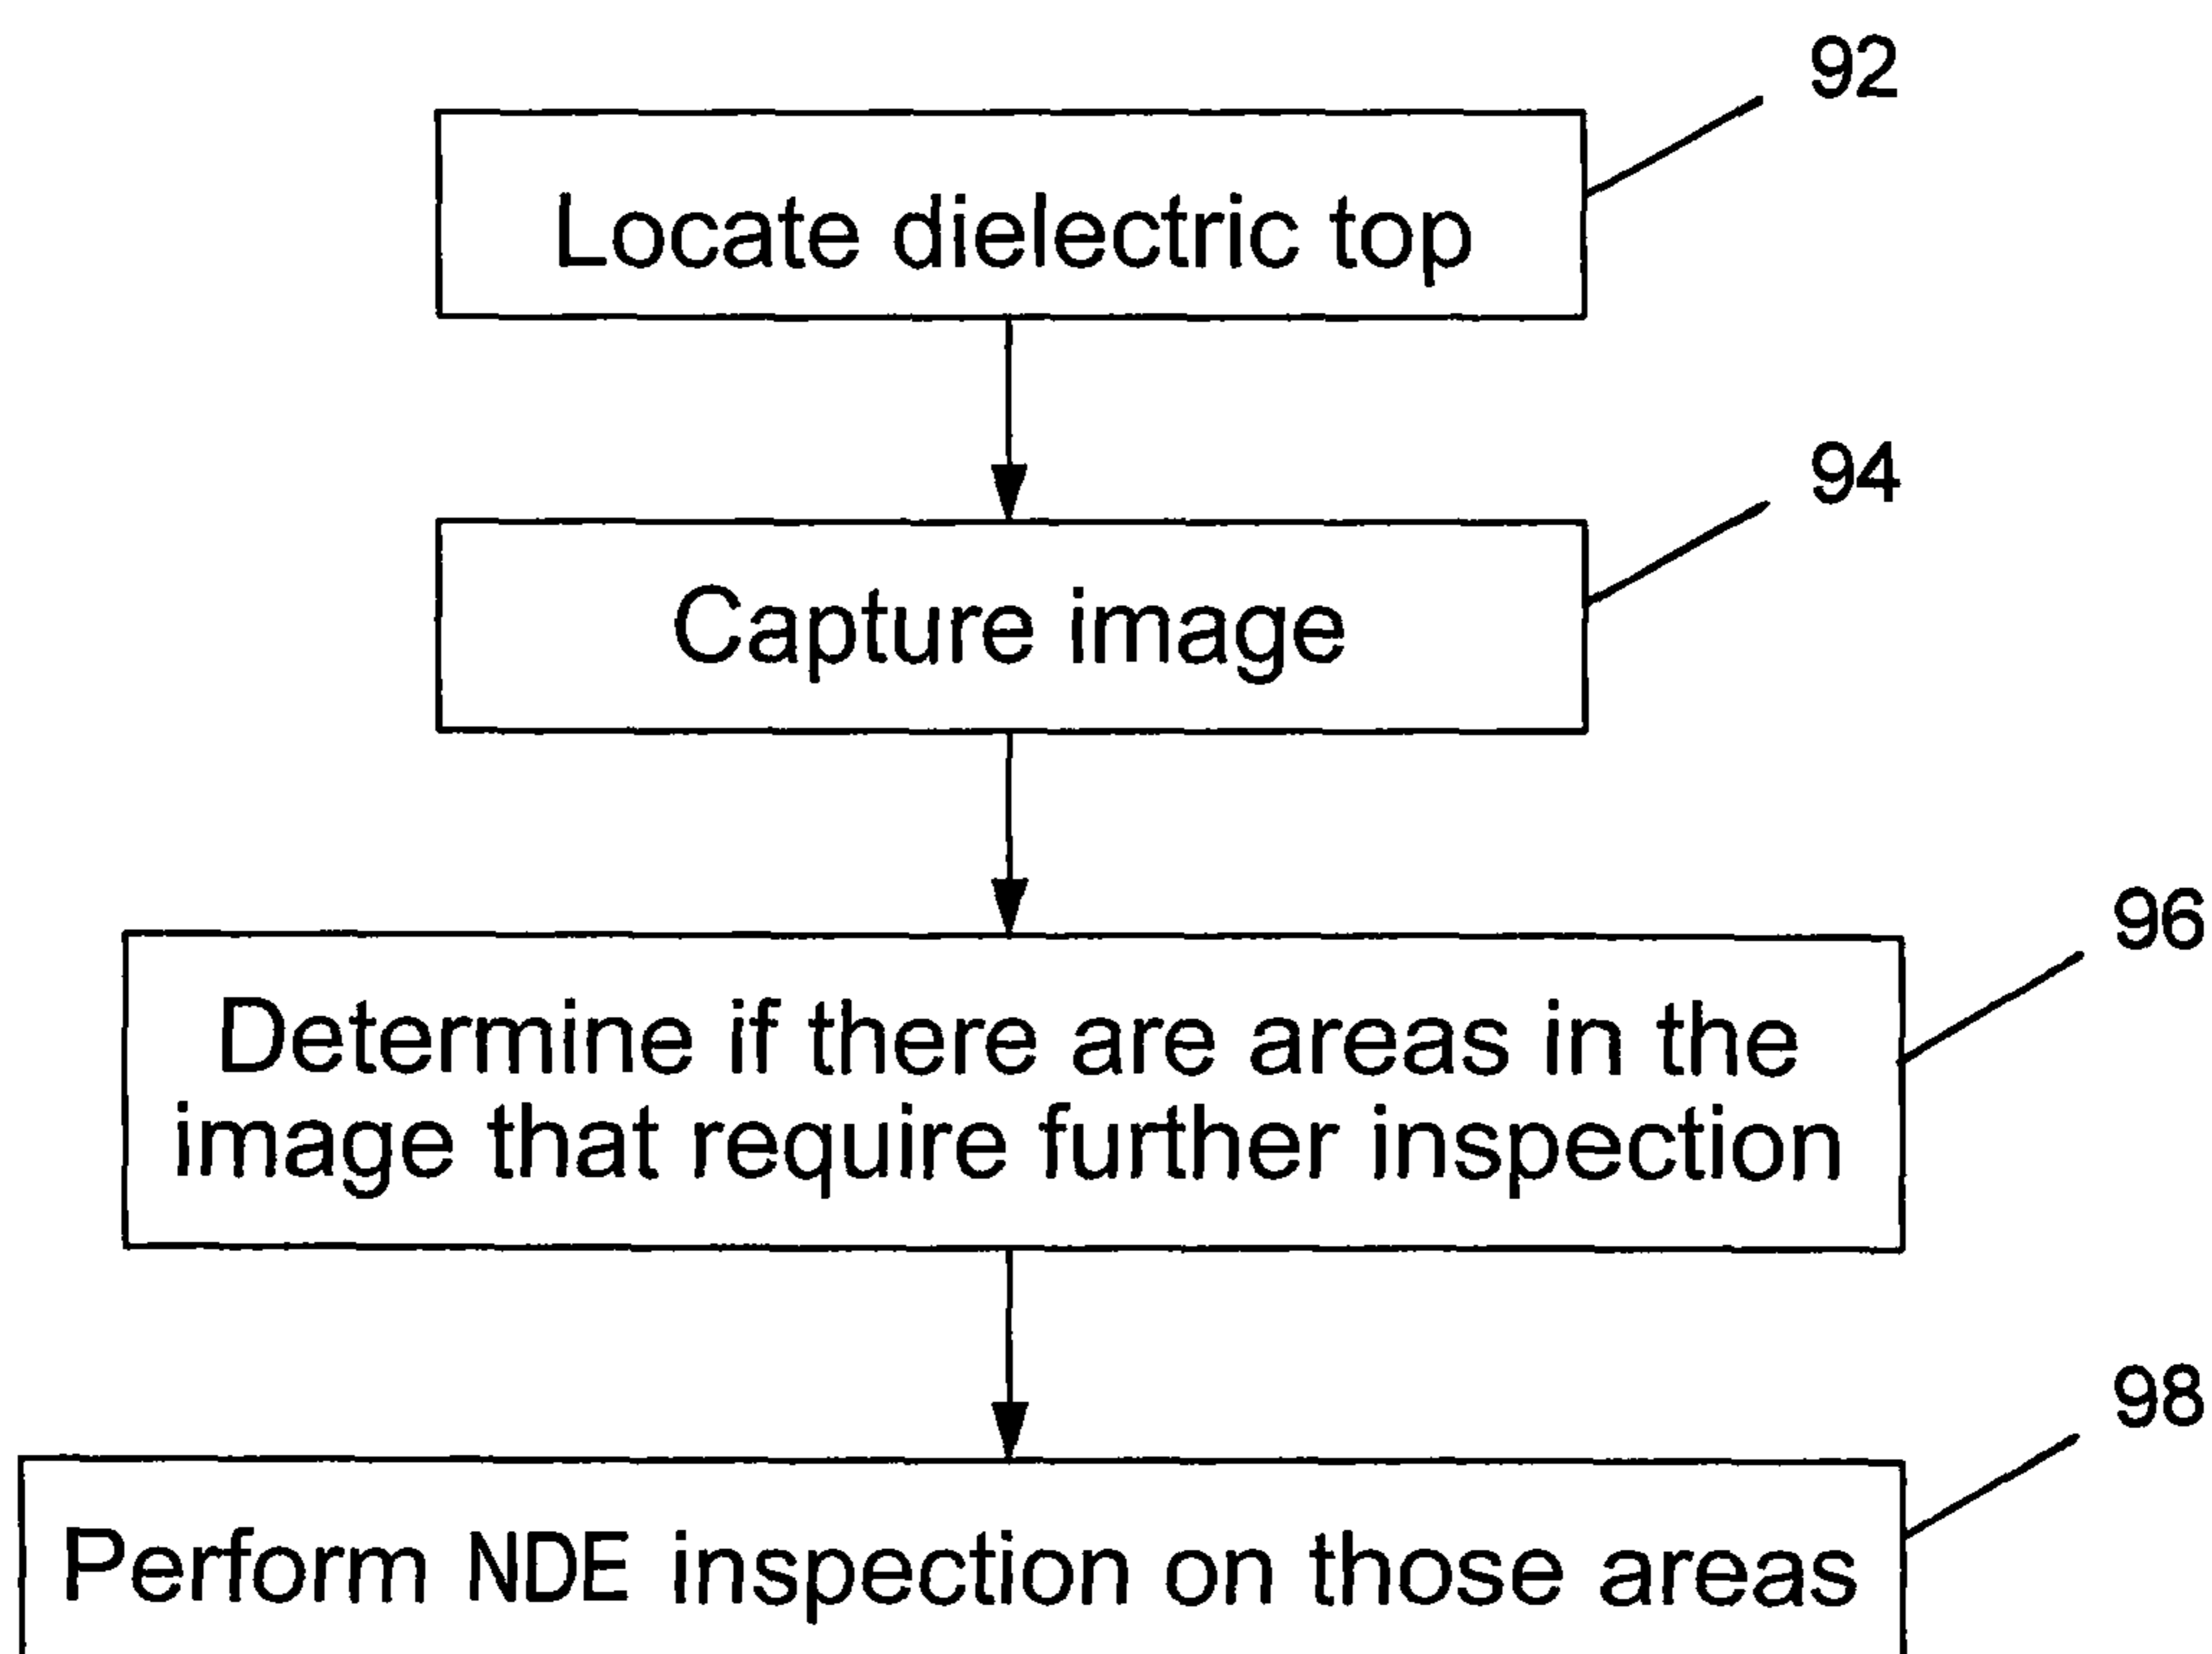 92
Locate dielectric top
94
Capture image
96
Determine if there are areas in the
image that require further inspection
98
Perform NDE inspection on those areas